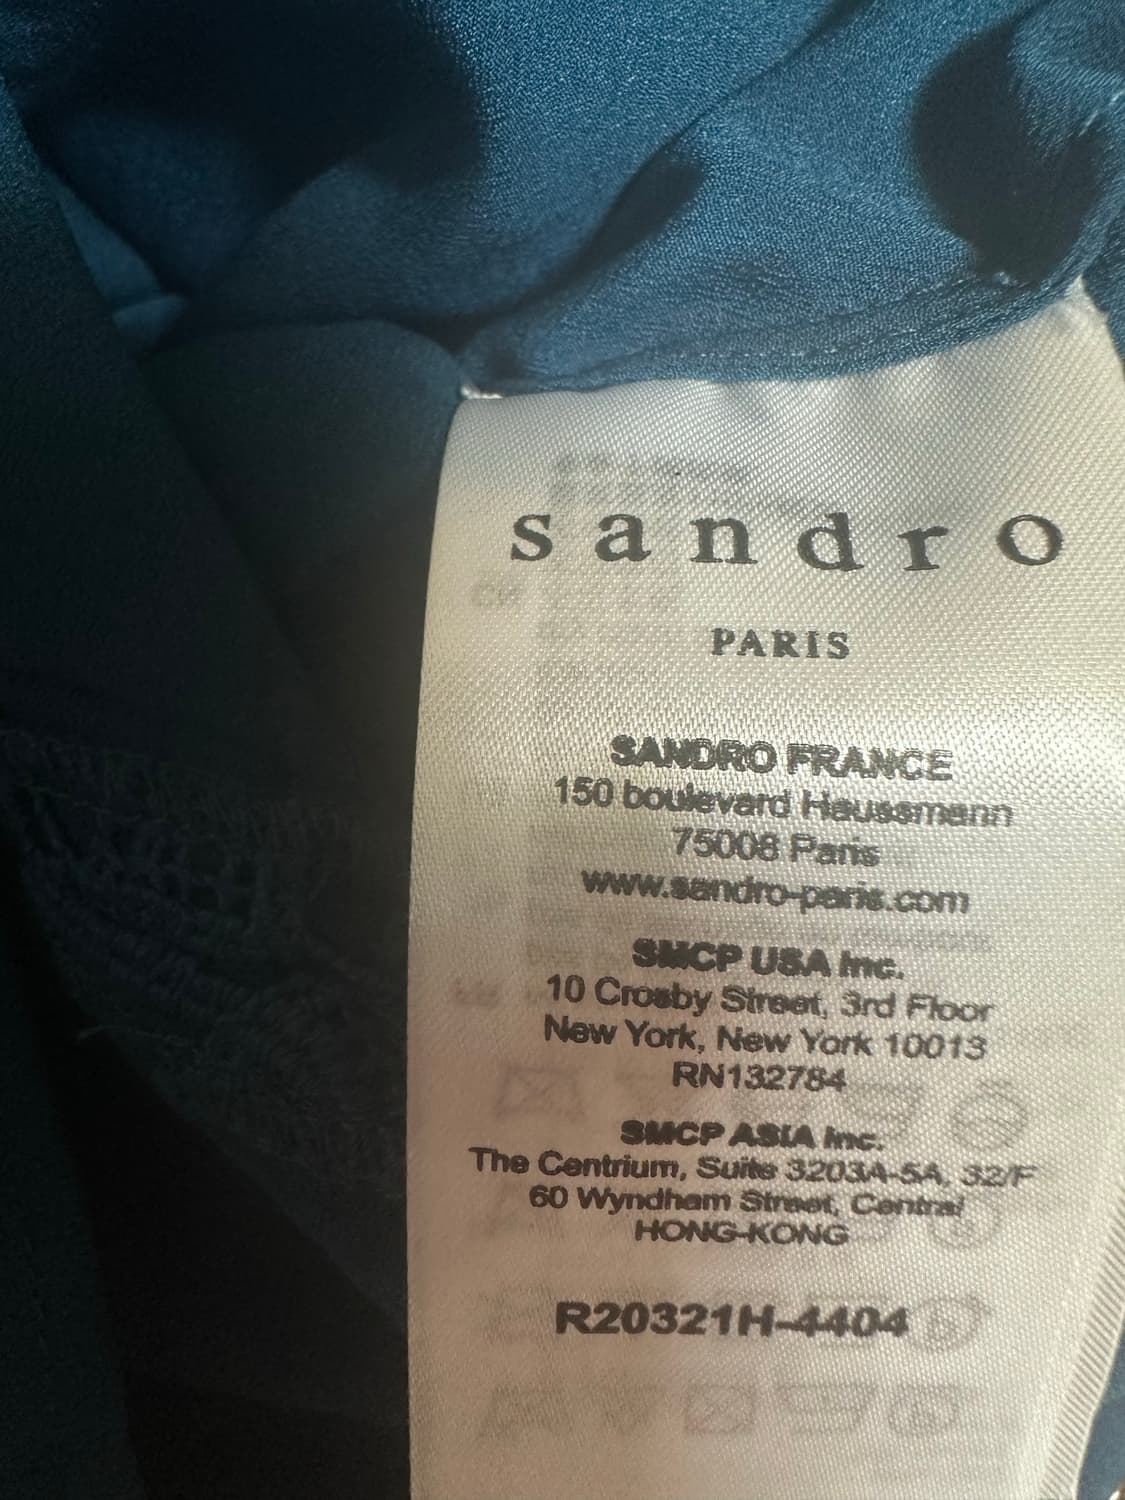 sandro
PARIS
SANDRO FRANCE
150 boulevard Haussmann
75008 Paris
www.sandro-paris.com
SMCP USA Inc.
10 Crosby Street, 3rd Floor
New York, New York 10013
RN132784
SMCP ASIA Inc.
The Centrium, Suite 3203A-5A, 32/F
60 Wyndham Street, Central
HONG-KONG
R20321H-4404